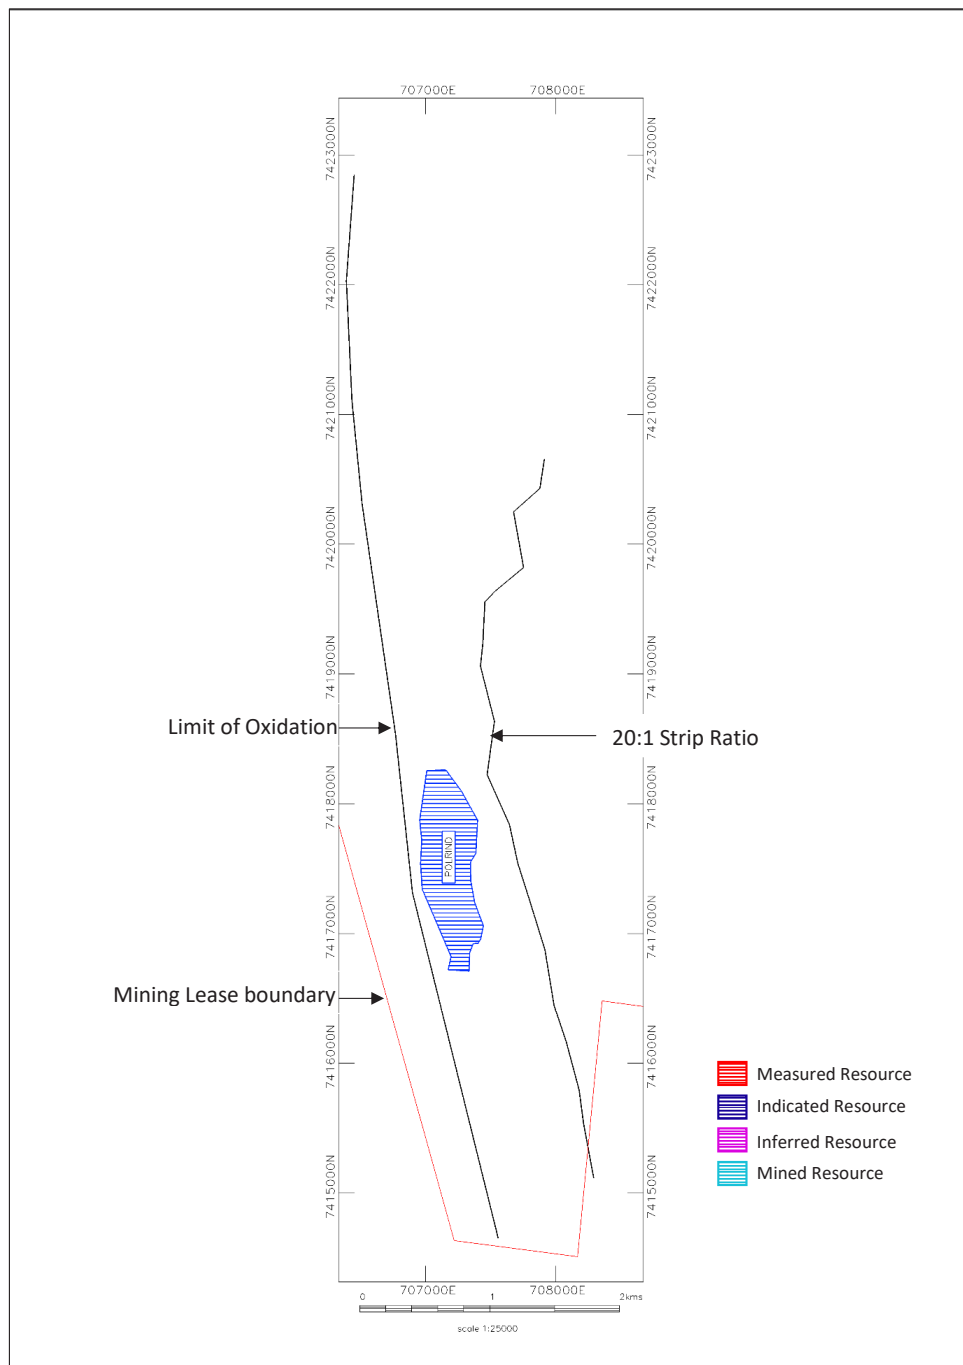 707000E 708000E
7423000N 7423000N
7422000N 7422000N
7421000N 7421000N
7420000N 7420000N
7419000N 7419000N
Limit of Oxidation
20:1 Strip Ratio
7418000N 7418000N
POLRIND
7417000N 7417000N
Mining Lease boundary
7416000N 7416000N
Measured Resource
Indicated Resource
Inferred Resource
Mined Resource
7415000N 7415000N
707000E 708000E
0 1 2kms
scale 1:25000